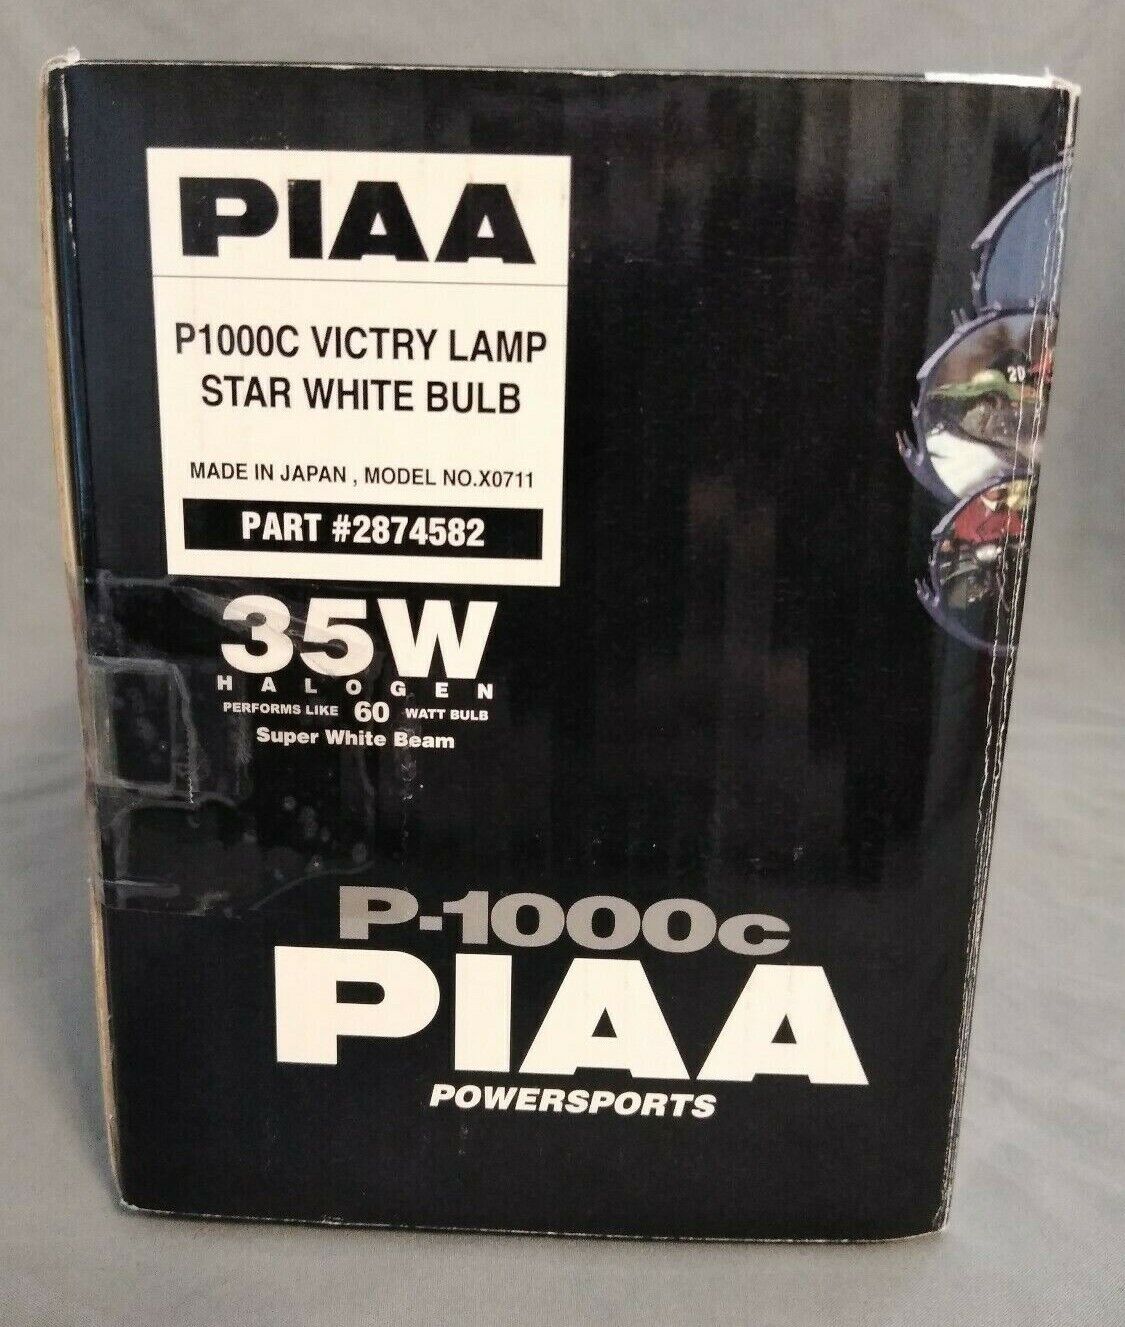 PIAA
P1000C VICTRY LAMP
STAR WHITE BULB
MADE IN JAPAN , MODEL NO.X0711
PART #2874582
35W
HALOGEN
PERFORMS LIKE 60 WATT BULB
Super White Beam
20
P-1000c
PIAA
POWERSPORTS